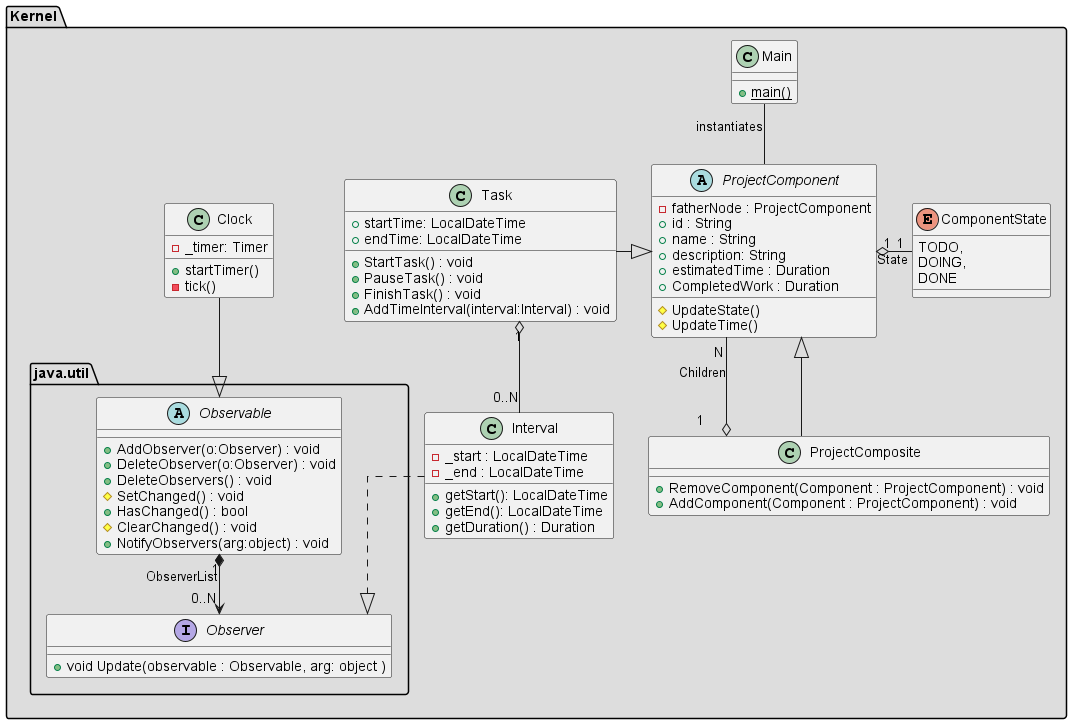 Kernel
C Main
main()
instantiates
A ProjectComponent
fatherNode : ProjectComponent
id : String
name : String
description: String
estimatedTime : Duration
CompletedWork : Duration
UpdateState()
UpdateTime()
1 1
State
E ComponentState
TODO,
DOING,
DONE
C Task
startTime: LocalDateTime
endTime: LocalDateTime
StartTask() : void
PauseTask() : void
FinishTask() : void
AddTimeInterval(interval:Interval) : void
1
0..N
C Clock
_timer: Timer
startTimer()
tick()
N
Children
1
C Interval
_start : LocalDateTime
_end : LocalDateTime
getStart(): LocalDateTime
getEnd(): LocalDateTime
getDuration() : Duration
C ProjectComposite
RemoveComponent(Component : ProjectComponent) : void
AddComponent(Component : ProjectComponent) : void
java.util
A Observable
AddObserver(o:Observer) : void
DeleteObserver(o:Observer) : void
DeleteObservers() : void
SetChanged() : void
HasChanged() : bool
ClearChanged() : void
NotifyObservers(arg:object) : void
1
ObserverList
0..N
I Observer
void Update(observable : Observable, arg: object )